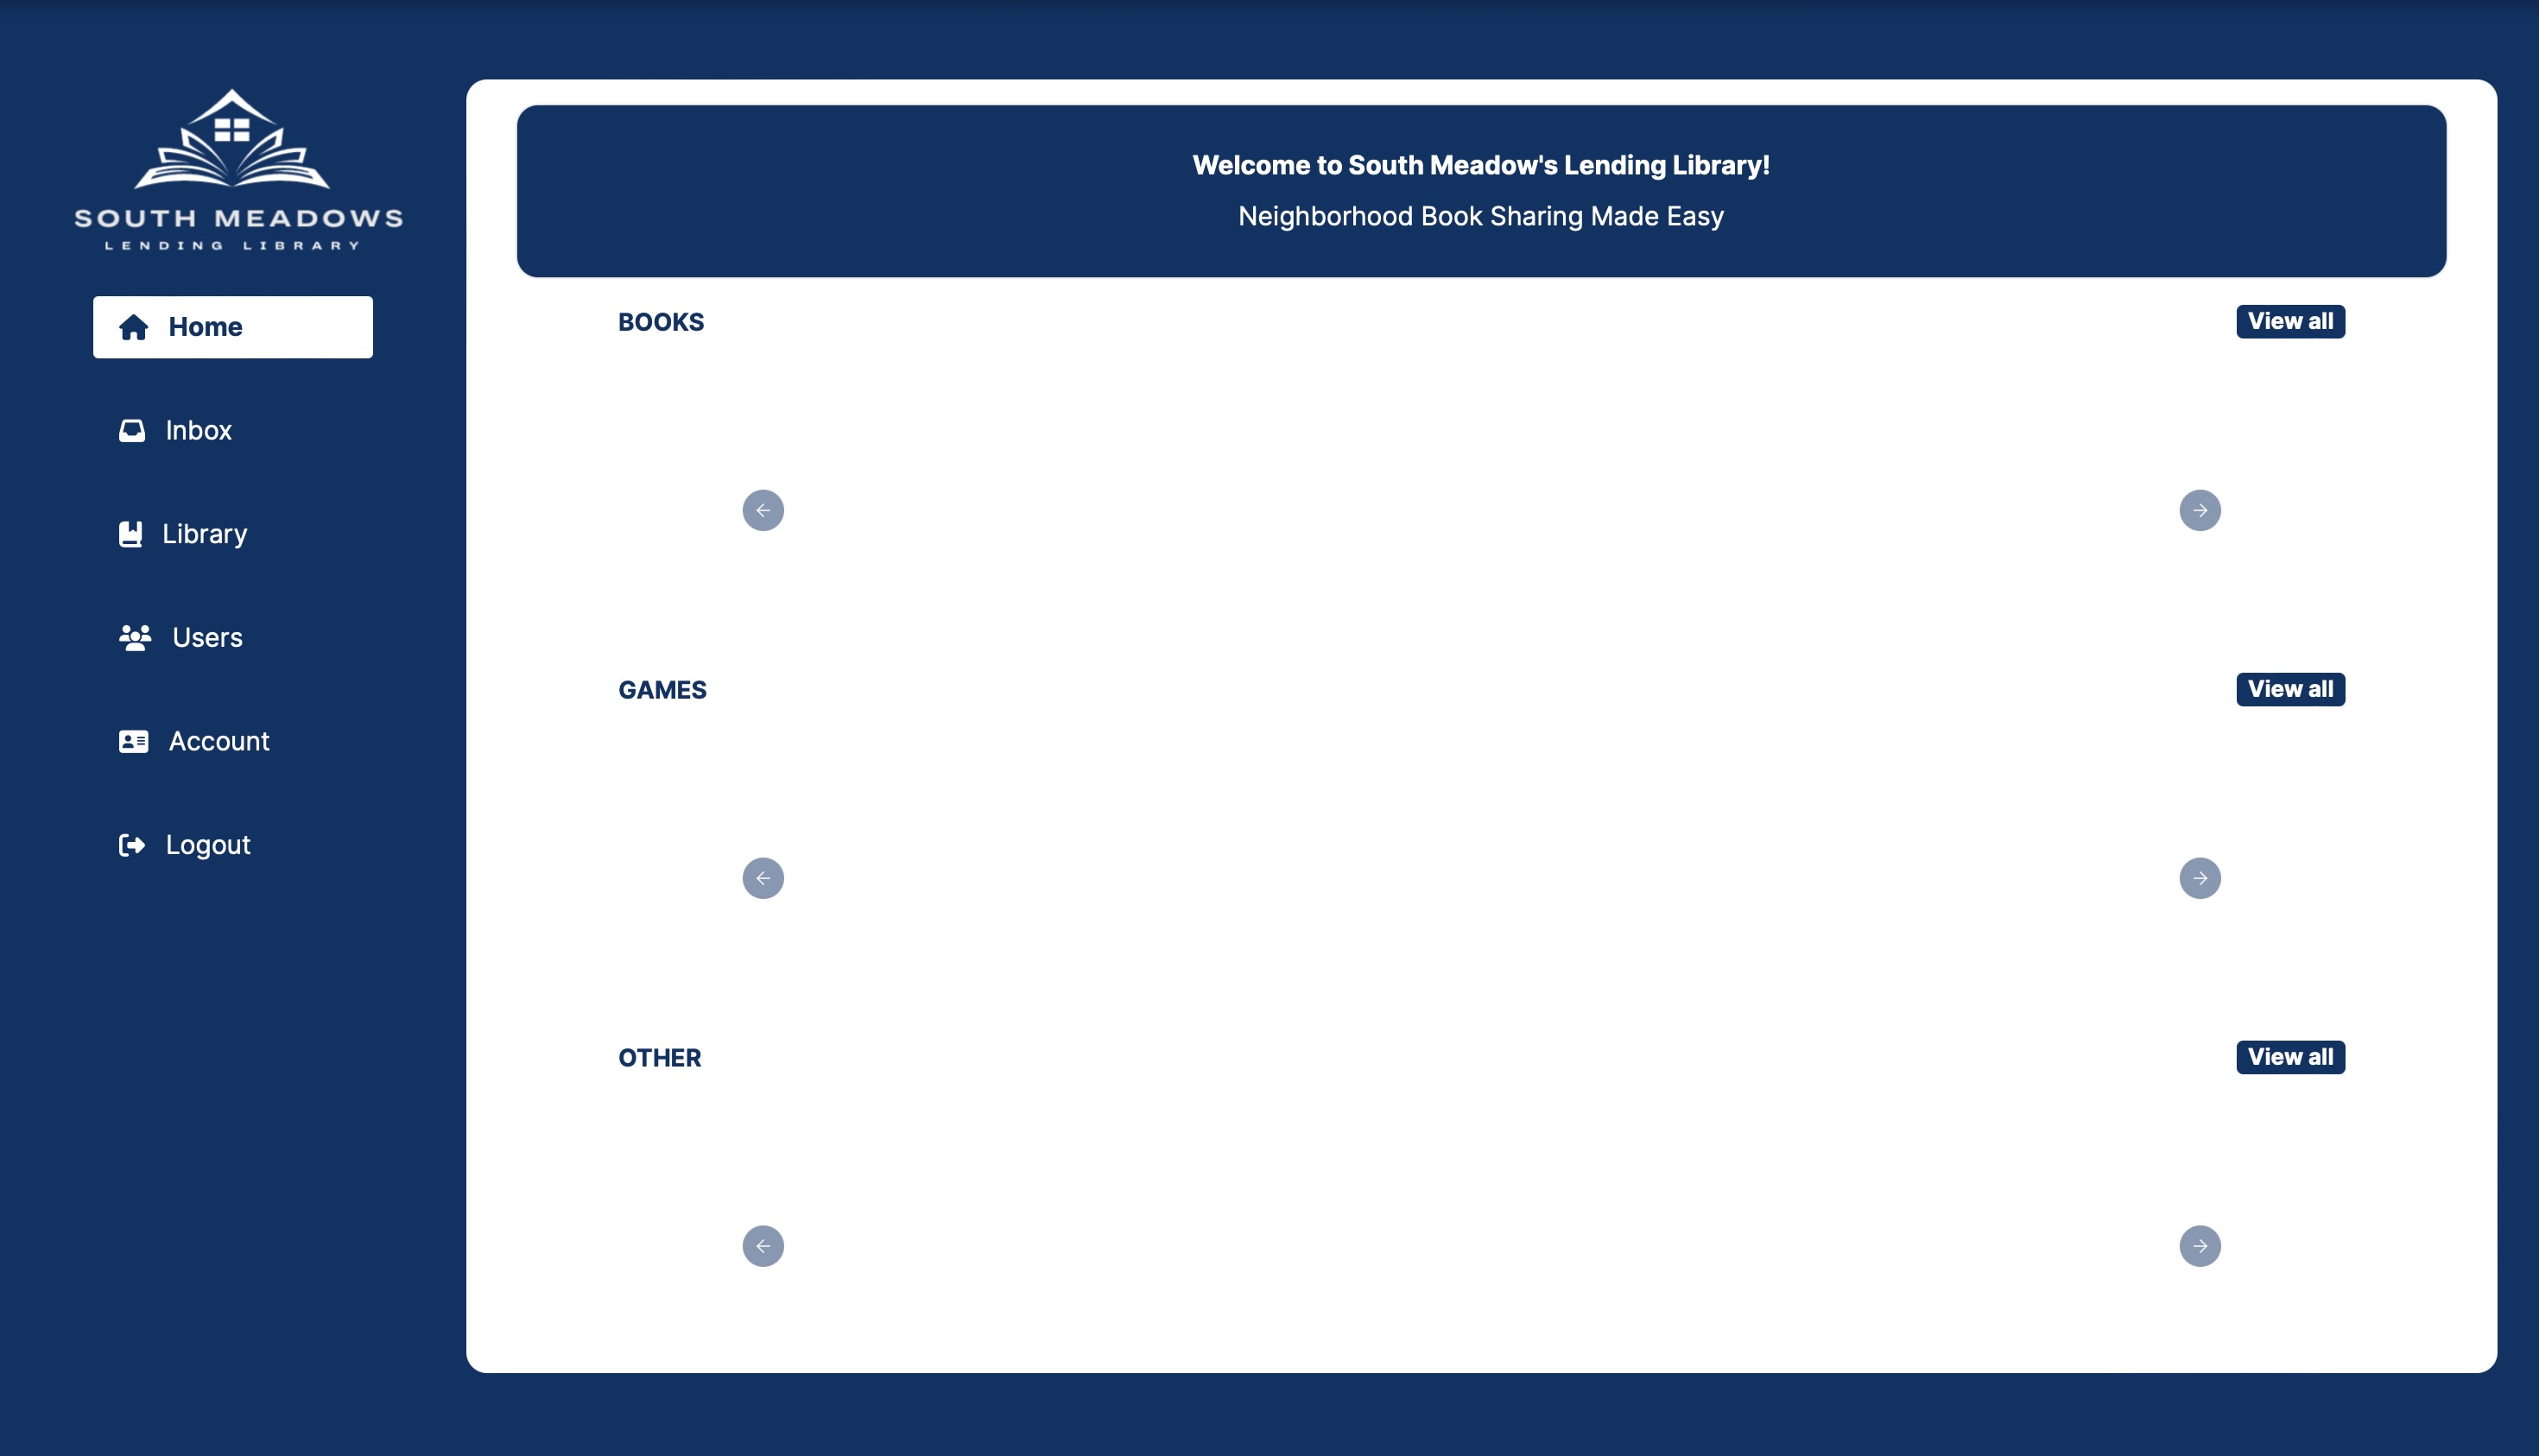 SOUTH MEADOWS
LENDING LIBRARY
Home
Inbox
Library
Users
Account
Logout
Welcome to South Meadow's Lending Library!
Neighborhood Book Sharing Made Easy
BOOKS
View all
GAMES
View all
OTHER
View all